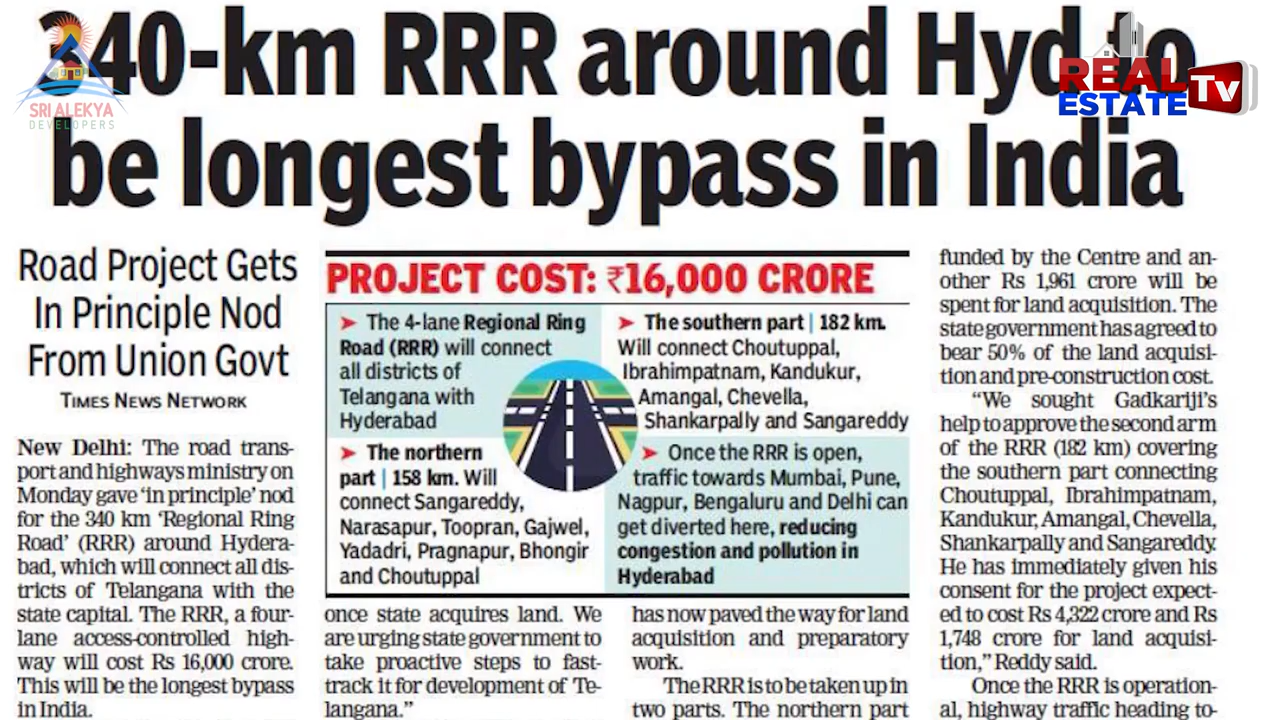 340-km RRR around Hyd to
be longest bypass in India
SRI ALEKYA
DEVELOPERS
REAL
ESTATE
TV
Road Project Gets
In Principle Nod
From Union Govt
TIMES NEWS NETWORK
New Delhi: The road trans-
port and highways ministry on
Monday gave ‘in principle’ nod
for the 340 km ‘Regional Ring
Road’ (RRR) around Hydera-
bad, which will connect all dis-
tricts of Telangana with the
state capital. The RRR, a four-
lane access-controlled high-
way will cost Rs 16,000 crore.
This will be the longest bypass
in India.
PROJECT COST: ₹16,000 CRORE
➤ The 4-lane Regional Ring
Road (RRR) will connect
all districts of
Telangana with
Hyderabad
➤ The northern
part | 158 km. Will
connect Sangareddy,
Narasapur, Toopran, Gajwel,
Yadadri, Pragnapur, Bhongir
and Choutuppal
➤ The southern part | 182 km.
Will connect Choutuppal,
Ibrahimpatnam, Kandukur,
Amangal, Chevella,
Shankarpally and Sangareddy
➤ Once the RRR is open,
traffic towards Mumbai, Pune,
Nagpur, Bengaluru and Delhi can
get diverted here, reducing
congestion and pollution in
Hyderabad
once state acquires land. We
are urging state government to
take proactive steps to fast-
track it for development of Te-
langana.”
has now paved the way for land
acquisition and preparatory
work.
The RRR is to be taken up in
two parts. The northern part
funded by the Centre and an-
other Rs 1,961 crore will be
spent for land acquisition. The
state government has agreed to
bear 50% of the land acquisi-
tion and pre-construction cost.
“We sought Gadkariji’s
help to approve the second arm
of the RRR (182 km) covering
the southern part connecting
Choutuppal, Ibrahimpatnam,
Kandukur, Amangal, Chevella,
Shankarpally and Sangareddy.
He has immediately given his
consent for the project expect-
ed to cost Rs 4,322 crore and Rs
1,748 crore for land acquisi-
tion,” Reddy said.
Once the RRR is operation-
al, highway traffic heading to-